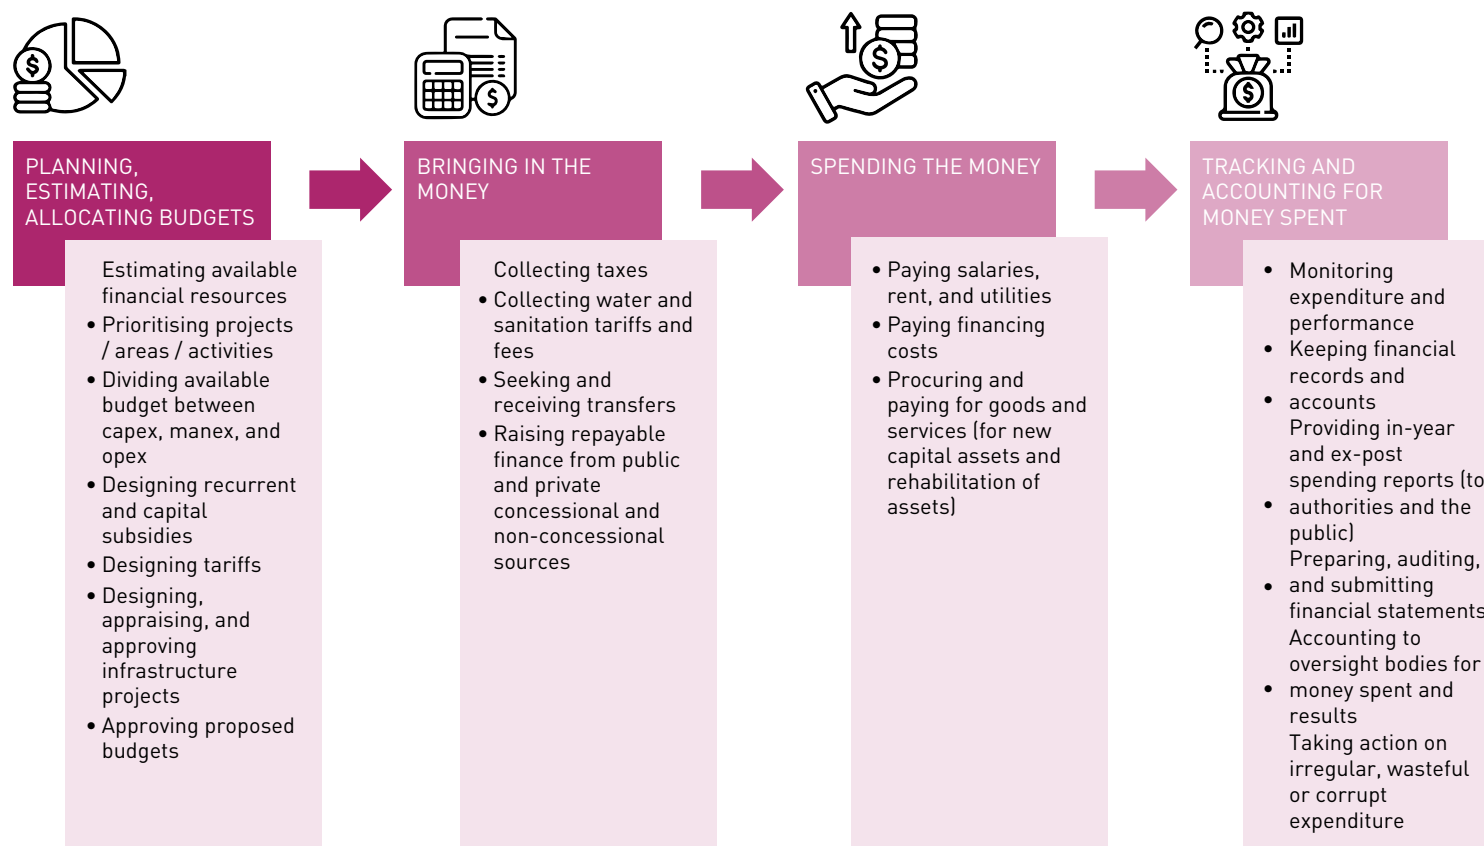 PLANNING,
ESTIMATING,
ALLOCATING BUDGETS
Estimating available
financial resources
• Prioritising projects
/ areas / activities
• Dividing available
budget between
capex, manex, and
opex
• Designing recurrent
and capital
subsidies
• Designing tariffs
• Designing,
appraising, and
approving
infrastructure
projects
• Approving proposed
budgets
BRINGING IN THE
MONEY
Collecting taxes
• Collecting water and
sanitation tariffs and
fees
• Seeking and
receiving transfers
• Raising repayable
finance from public
and private
concessional and
non-concessional
sources
SPENDING THE MONEY
• Paying salaries,
rent, and utilities
• Paying financing
costs
• Procuring and
paying for goods and
services (for new
capital assets and
rehabilitation of
assets)
TRACKING AND
ACCOUNTING FOR
MONEY SPENT
• Monitoring
expenditure and
performance
• Keeping financial
records and
• accounts
Providing in-year
and ex-post
spending reports (to
• authorities and the
public)
Preparing, auditing,
• and submitting
financial statements
Accounting to
oversight bodies for
• money spent and
results
Taking action on
irregular, wasteful
or corrupt
expenditure